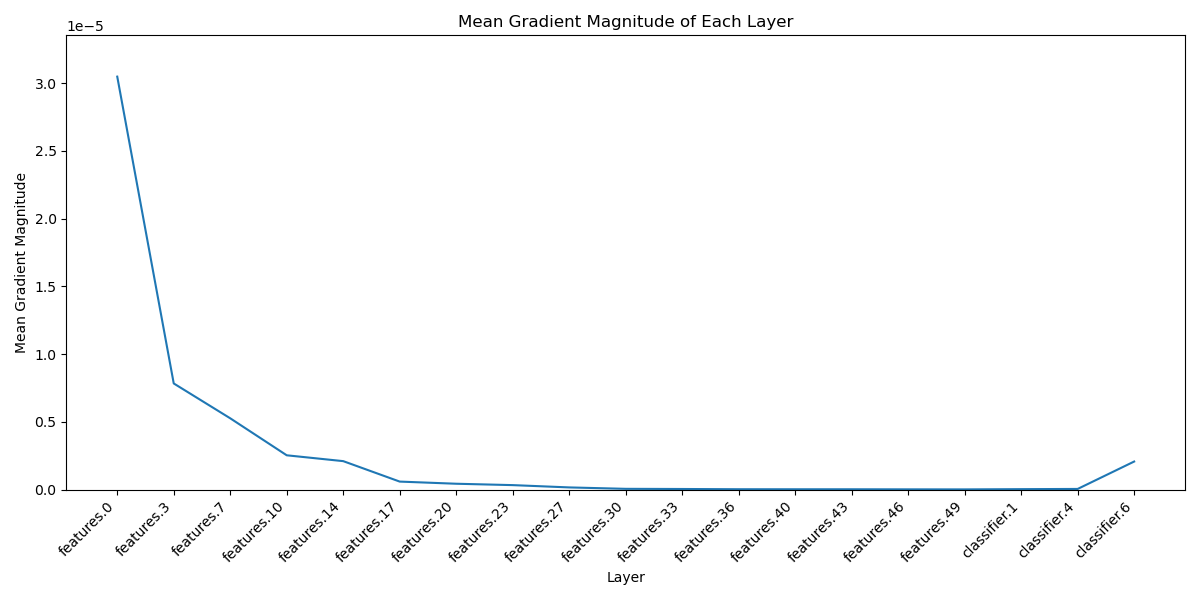 Mean Gradient Magnitude of Each Layer
1e−5
3.0
2.5
2.0
1.5
1.0
0.5
0.0
Mean Gradient Magnitude
features.0
features.3
features.7
features.10
features.14
features.17
features.20
features.23
features.27
features.30
features.33
features.36
features.40
features.43
features.46
features.49
classifier.1
classifier.4
classifier.6
Layer